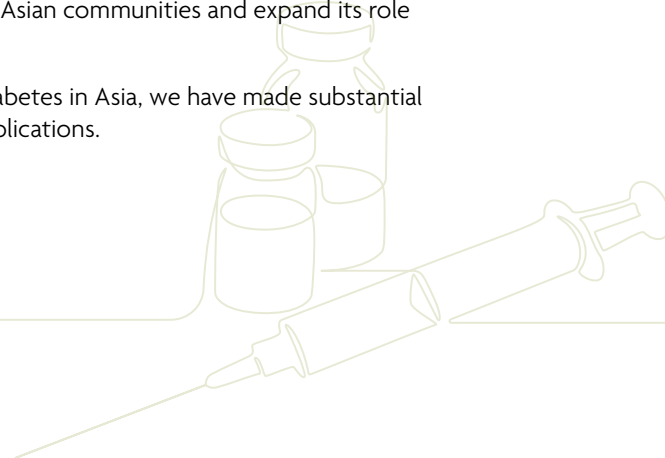 Asian communities and expand its role
abetes in Asia, we have made substantial
plications.